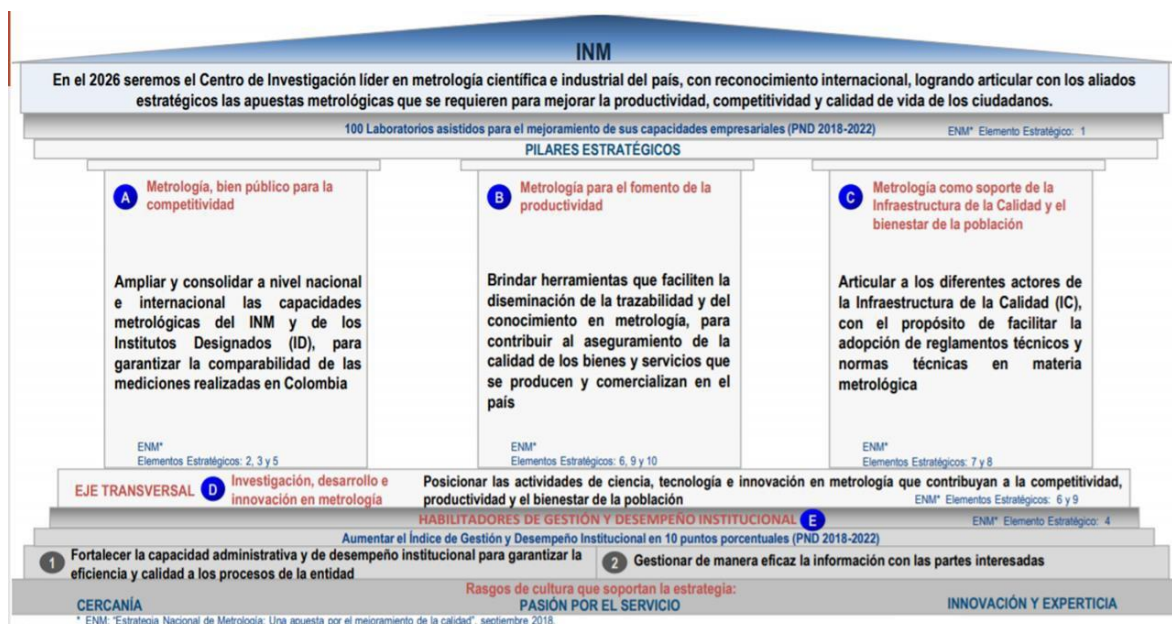 INM
En el 2026 seremos el Centro de Investigación líder en metrología científica e industrial del país, con reconocimiento internacional, logrando articular con los aliados
estratégicos las apuestas metrológicas que se requieren para mejorar la productividad, competitividad y calidad de vida de los ciudadanos.
100 Laboratorios asistidos para el mejoramiento de sus capacidades empresariales (PND 2018-2022) ENM* Elemento Estratégico: 1
PILARES ESTRATÉGICOS
A Metrología, bien público para la
competitividad
Ampliar y consolidar a nivel nacional
e internacional las capacidades
metrológicas del INM y de los
Institutos Designados (ID), para
garantizar la comparabilidad de las
mediciones realizadas en Colombia
ENM*
Elementos Estratégicos: 2, 3 y 5
B Metrología para el fomento de la
productividad
Brindar herramientas que faciliten la
diseminación de la trazabilidad y del
conocimiento en metrología, para
contribuir al aseguramiento de la
calidad de los bienes y servicios que
se producen y comercializan en el
país
ENM*
Elementos Estratégicos: 6, 9 y 10
C Metrología como soporte de la
Infraestructura de la Calidad y el
bienestar de la población
Articular a los diferentes actores de
la Infraestructura de la Calidad (IC),
con el propósito de facilitar la
adopción de reglamentos técnicos y
normas técnicas en materia
metrológica
ENM*
Elementos Estratégicos: 7 y 8
EJE TRANSVERSAL D Investigación, desarrollo e
innovación en metrología
Posicionar las actividades de ciencia, tecnología e innovación en metrología que contribuyan a la competitividad,
productividad y el bienestar de la población ENM* Elementos Estratégicos: 6 y 9
HABILITADORES DE GESTIÓN Y DESEMPEÑO INSTITUCIONAL E ENM* Elemento Estratégico: 4
Aumentar el Índice de Gestión y Desempeño Institucional en 10 puntos porcentuales (PND 2018-2022)
1 Fortalecer la capacidad administrativa y de desempeño institucional para garantizar la
eficiencia y calidad a los procesos de la entidad
2 Gestionar de manera eficaz la información con las partes interesadas
Rasgos de cultura que soportan la estrategia:
CERCANÍA PASIÓN POR EL SERVICIO INNOVACIÓN Y EXPERTICIA
* ENM: "Estrategia Nacional de Metrología: Una apuesta por el mejoramiento de la calidad", septiembre 2018.